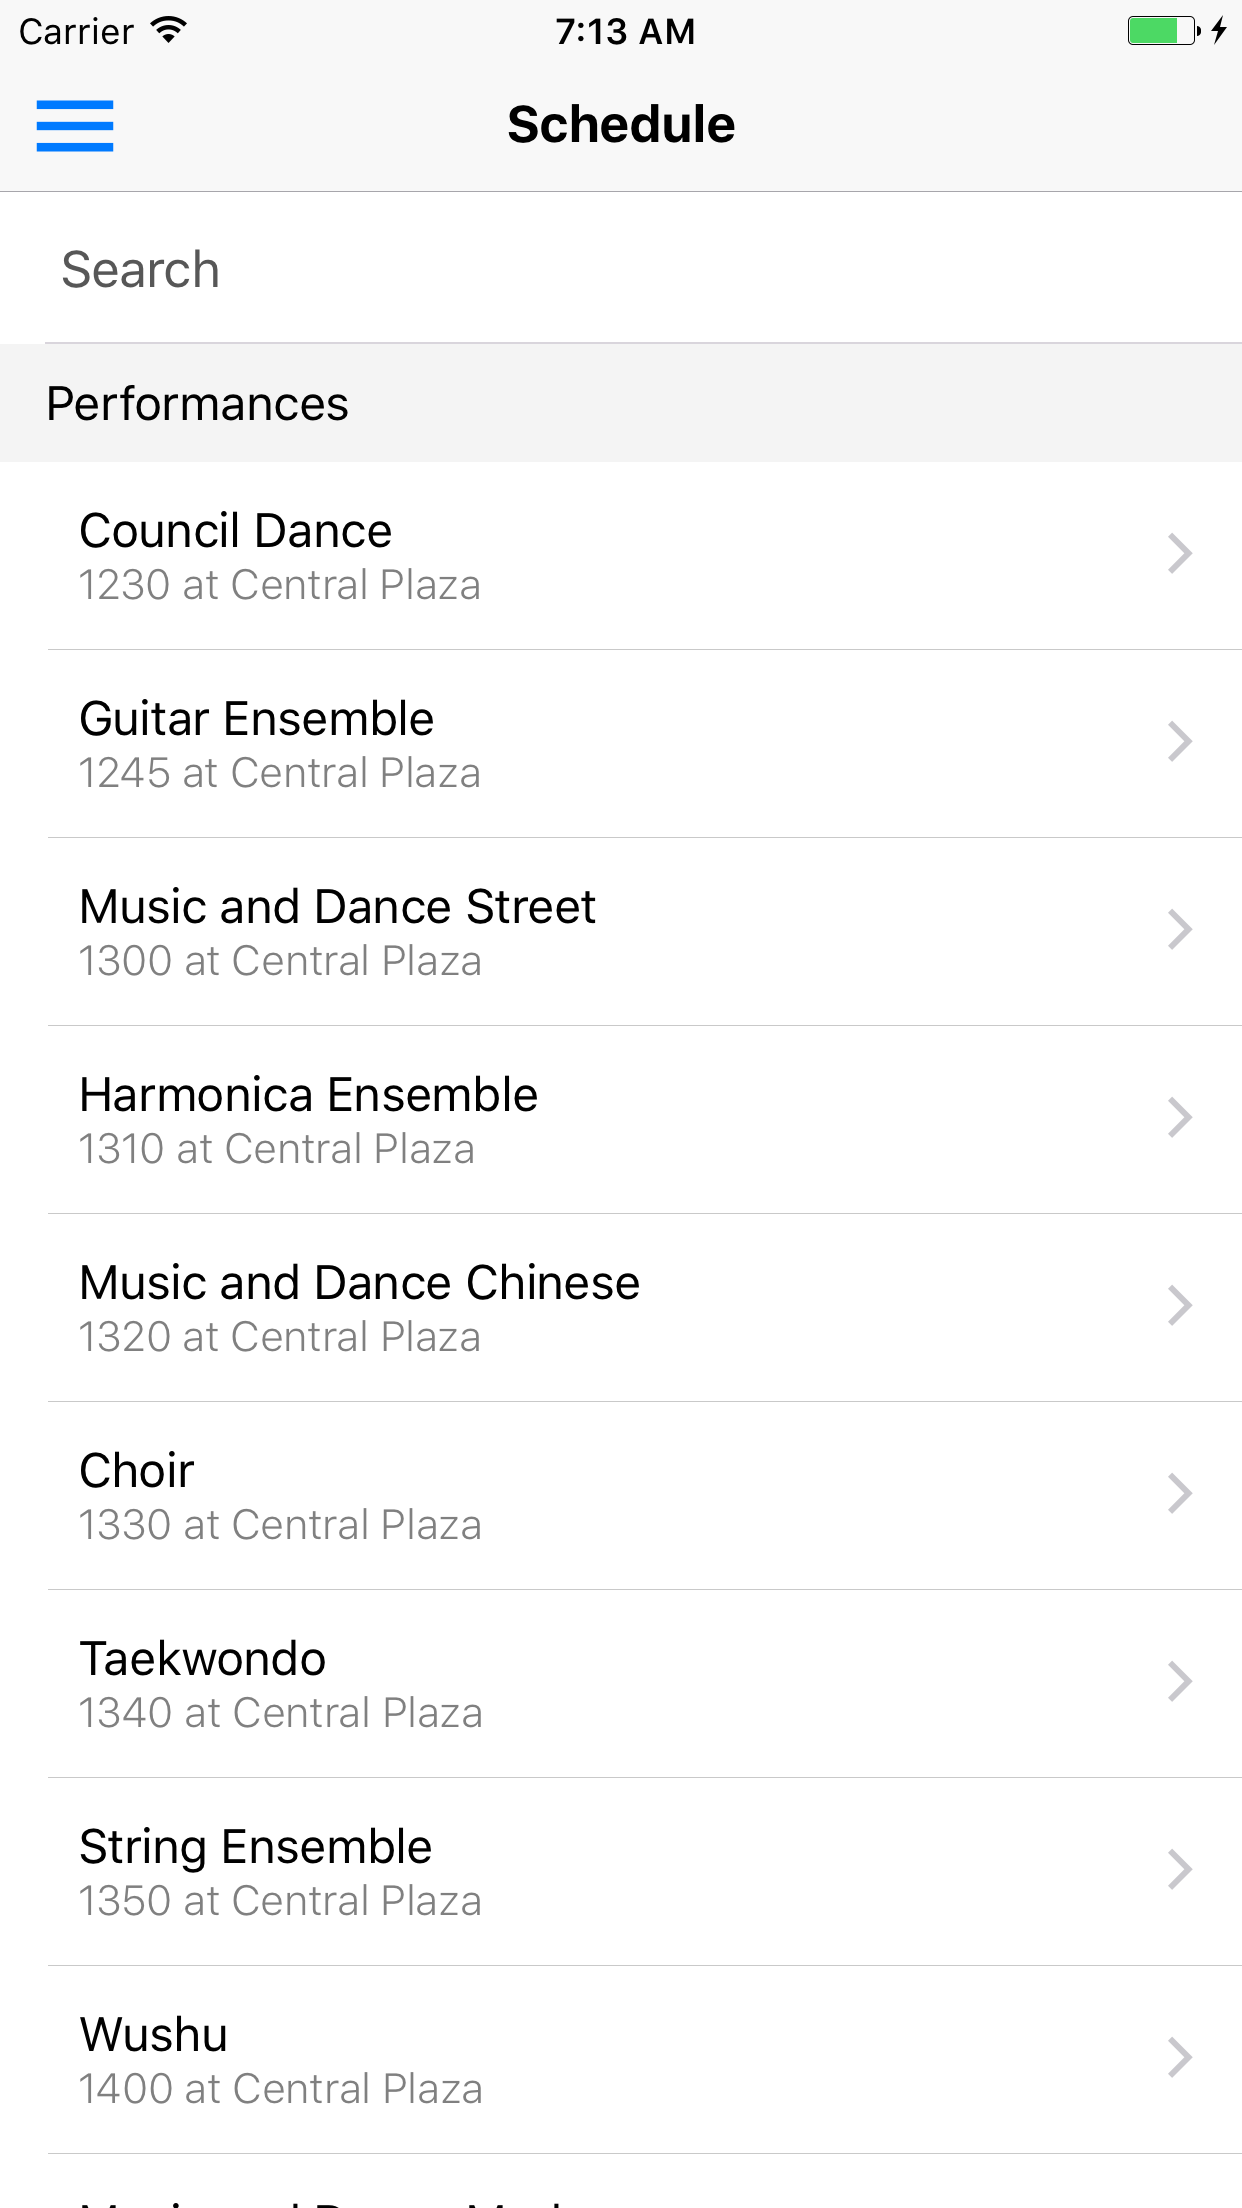 Carrier 7:13 AM
Schedule
Search
Performances
Council Dance
1230 at Central Plaza
Guitar Ensemble
1245 at Central Plaza
Music and Dance Street
1300 at Central Plaza
Harmonica Ensemble
1310 at Central Plaza
Music and Dance Chinese
1320 at Central Plaza
Choir
1330 at Central Plaza
Taekwondo
1340 at Central Plaza
String Ensemble
1350 at Central Plaza
Wushu
1400 at Central Plaza